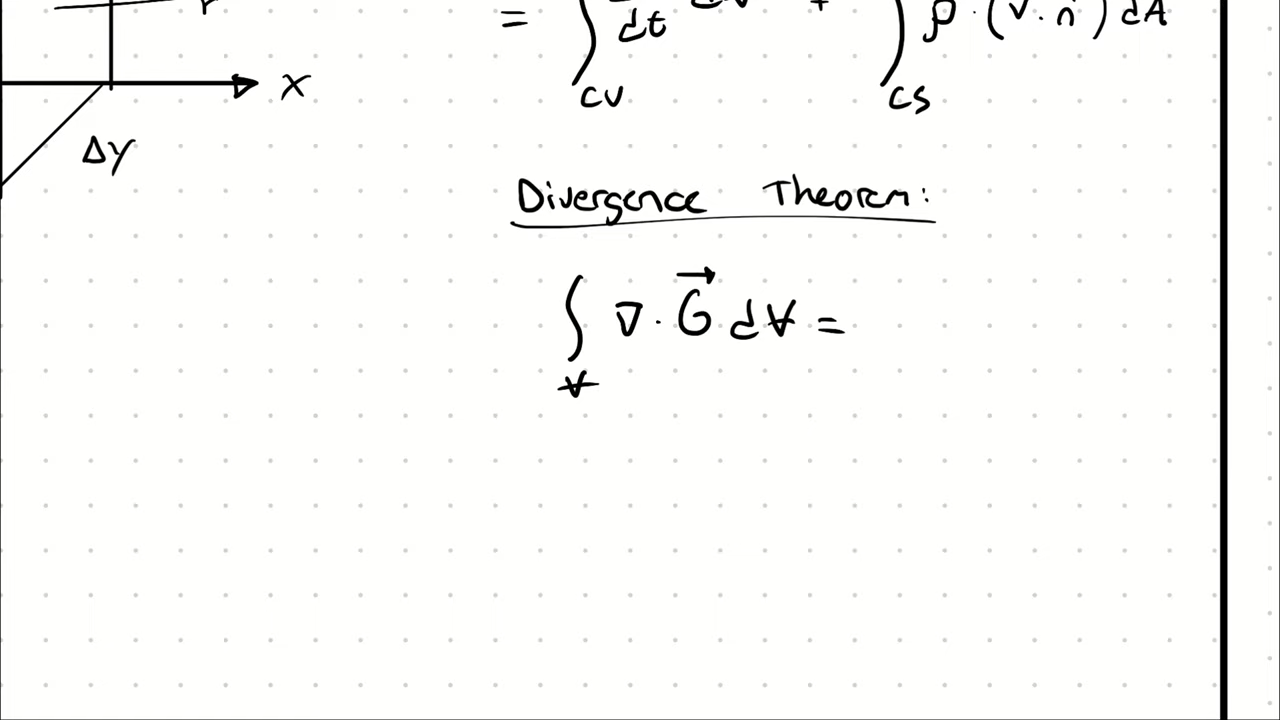 = ∫ dt + ∫ ρ · (V · n̂) dA
CV CS
x
Δy
Divergence Theorem:
∫ ∇ · G⃗ dV̶ =
V̶